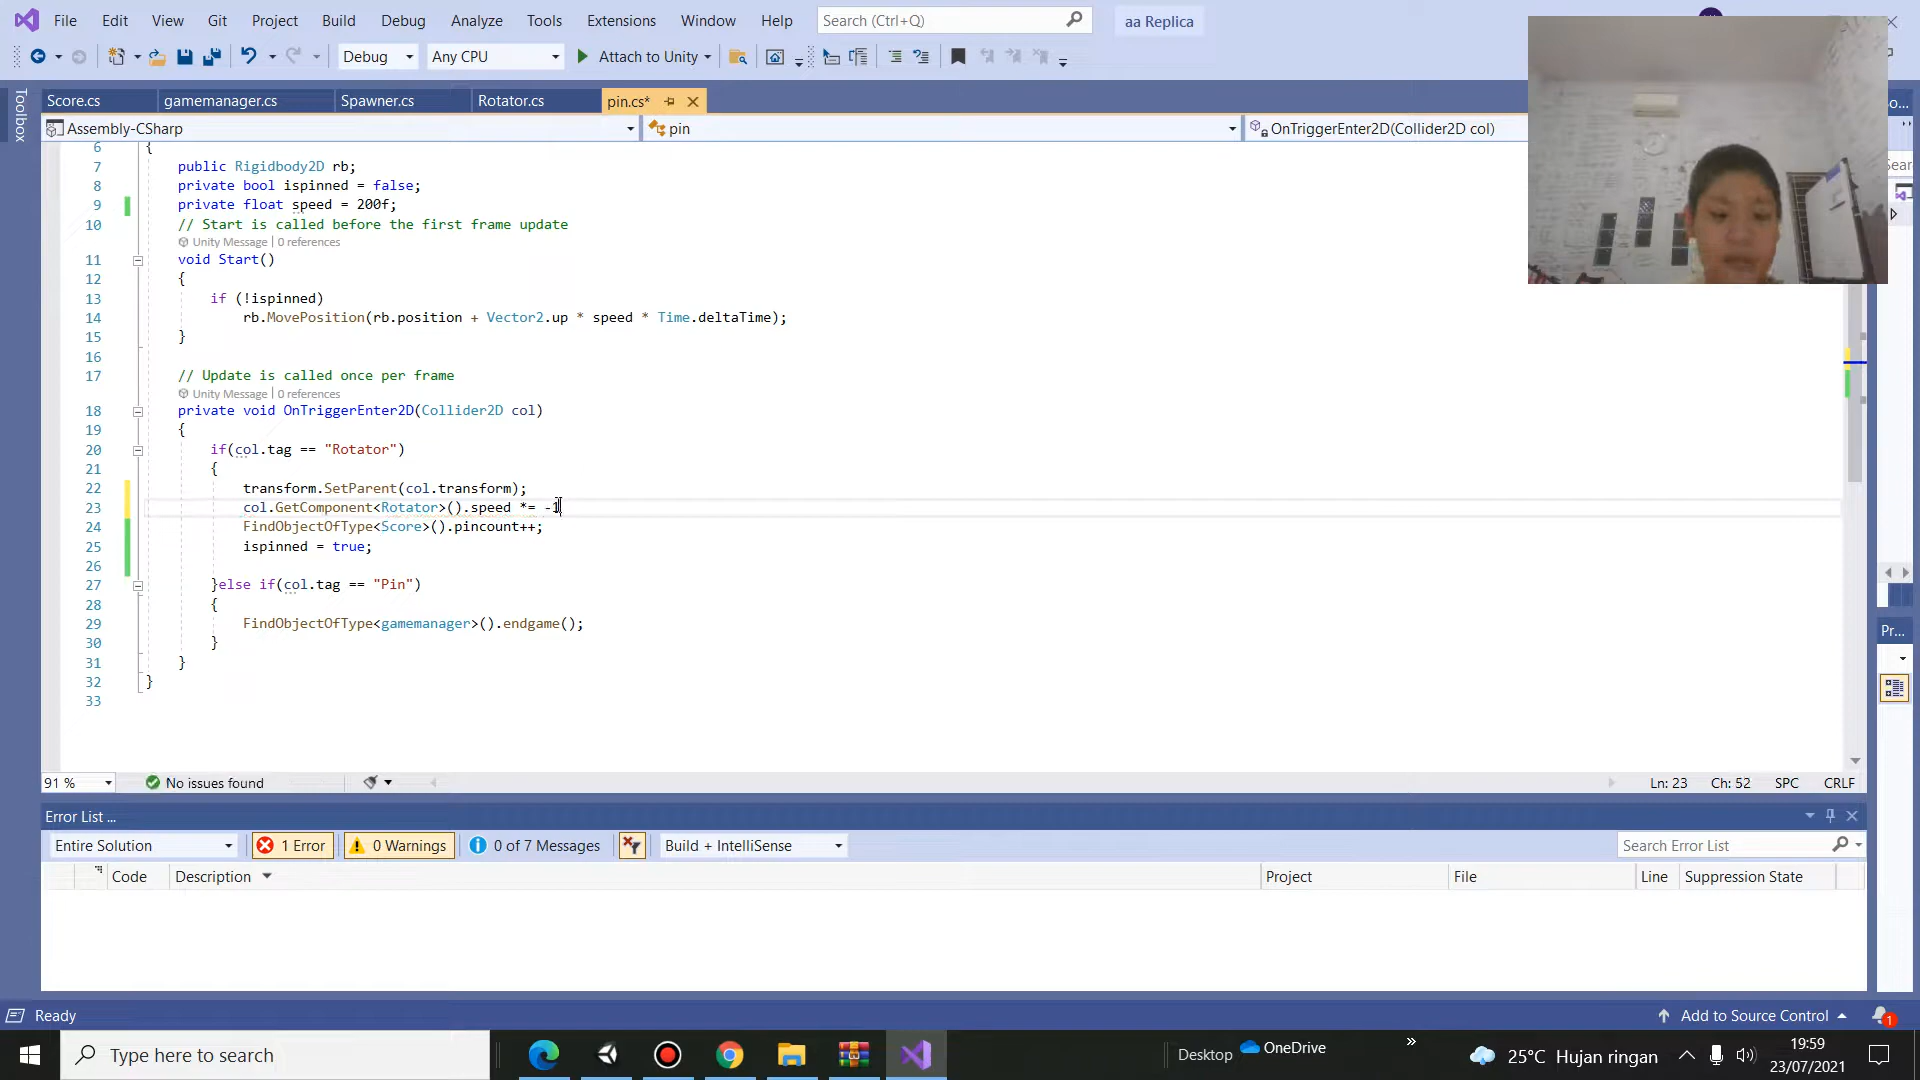 File Edit View Git Project Build Debug Analyze Tools Extensions Window Help Search (Ctrl+Q) aa Replica
Debug Any CPU Attach to Unity
Toolbox
Score.cs gamemanager.cs Spawner.cs Rotator.cs pin.cs*
Assembly-CSharp pin OnTriggerEnter2D(Collider2D col)
6 {
7 public Rigidbody2D rb;
8 private bool ispinned = false;
9 private float speed = 200f;
10 // Start is called before the first frame update
Unity Message | 0 references
11 void Start()
12 {
13 if (!ispinned)
14 rb.MovePosition(rb.position + Vector2.up * speed * Time.deltaTime);
15 }
16
17 // Update is called once per frame
Unity Message | 0 references
18 private void OnTriggerEnter2D(Collider2D col)
19 {
20 if(col.tag == "Rotator")
21 {
22 transform.SetParent(col.transform);
23 col.GetComponent<Rotator>().speed *= -1
24 FindObjectOfType<Score>().pincount++;
25 ispinned = true;
26
27 }else if(col.tag == "Pin")
28 {
29 FindObjectOfType<gamemanager>().endgame();
30 }
31 }
32 }
33
Pr...
91 % No issues found Ln: 23 Ch: 52 SPC CRLF
Error List ...
Entire Solution 1 Error 0 Warnings 0 of 7 Messages Build + IntelliSense Search Error List
Code Description Project File Line Suppression State
Ready Add to Source Control 1
Type here to search Desktop OneDrive » 25°C Hujan ringan 19:59
23/07/2021